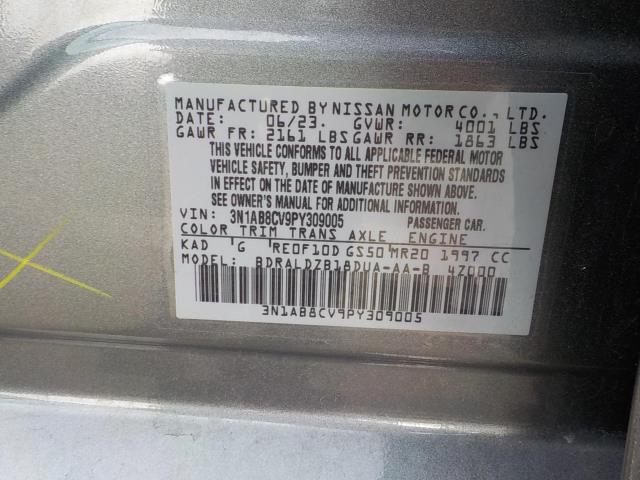 MANUFACTURED BY NISSAN MOTOR CO., LTD.
DATE: 06/23. GVWR: 4001 LBS
GAWR FR: 2161 LBS GAWR RR: 1863 LBS
THIS VEHICLE CONFORMS TO ALL APPLICABLE FEDERAL MOTOR
VEHICLE SAFETY, BUMPER AND THEFT PREVENTION STANDARDS
IN EFFECT ON THE DATE OF MANUFACTURE SHOWN ABOVE.
SEE OWNER'S MANUAL FOR ADDITIONAL INFORMATION.
VIN: 3N1AB8CV9PY309005 PASSENGER CAR.
COLOR TRIM TRANS AXLE ENGINE
KAD G RE0F10D GS50 MR20 1997 CC
MODEL: BDRALDZB18DUA-AA-B 4Z000
3N1AB8CV9PY309005